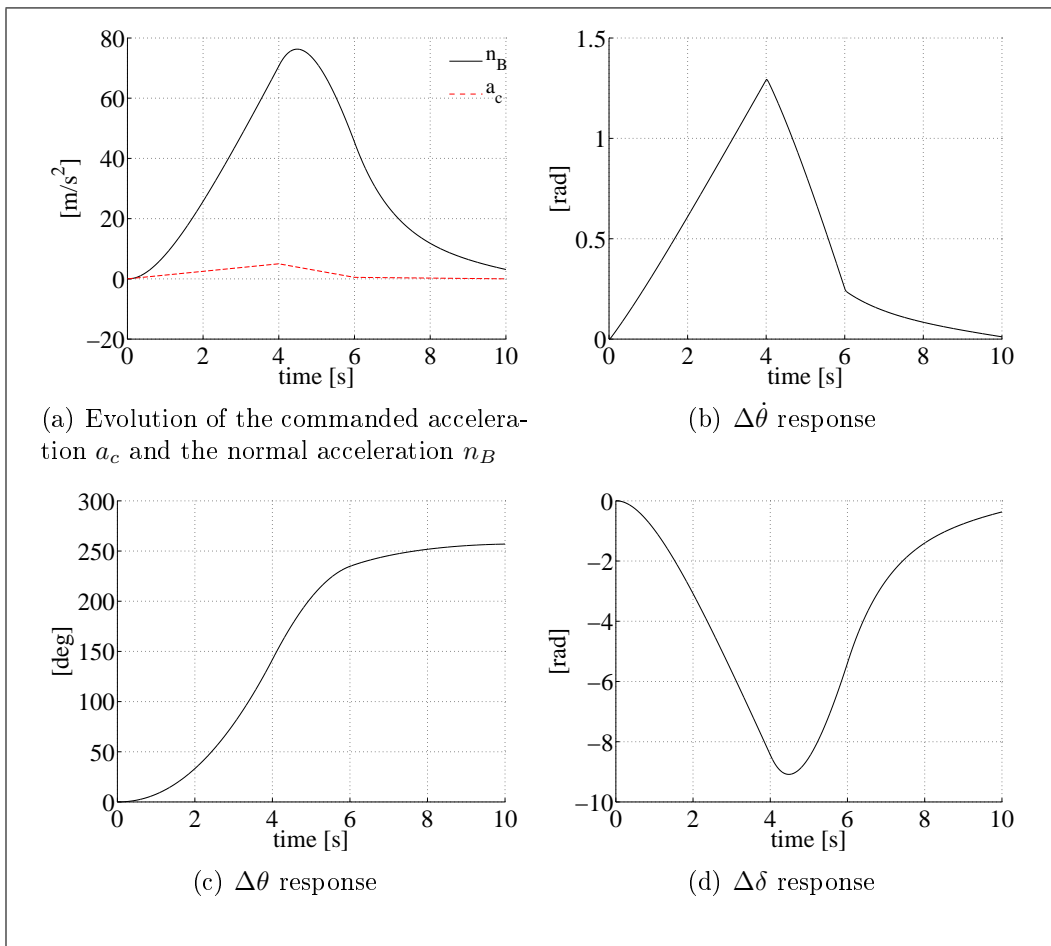 80
60
40
20
0
−20
[m/s²]
0 2 4 6 8 10
time [s]
n_B
a_c
(a) Evolution of the commanded accelera-
tion a_c and the normal acceleration n_B
1.5
1
0.5
0
[rad]
0 2 4 6 8 10
time [s]
(b) Δθ̇ response
300
250
200
150
100
50
0
[deg]
0 2 4 6 8 10
time [s]
(c) Δθ response
0
−2
−4
−6
−8
−10
[rad]
0 2 4 6 8 10
time [s]
(d) Δδ response